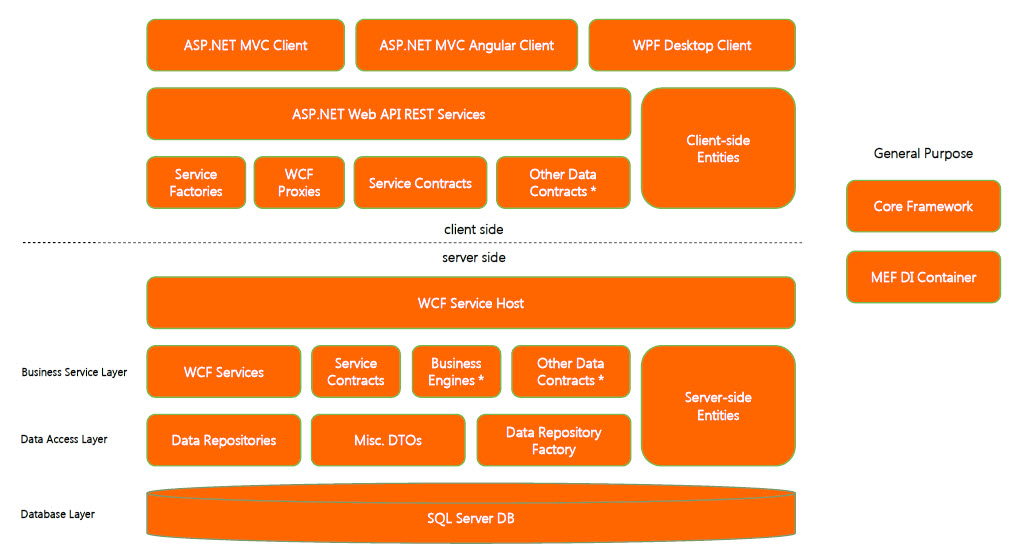 ASP.NET MVC Client
ASP.NET MVC Angular Client
WPF Desktop Client
ASP.NET Web API REST Services
Client-side
Entities
Service
Factories
WCF
Proxies
Service Contracts
Other Data
Contracts *
General Purpose
Core Framework
MEF DI Container
client side
server side
WCF Service Host
Business Service Layer
WCF Services
Service
Contracts
Business
Engines *
Other Data
Contracts *
Server-side
Entities
Data Access Layer
Data Repositories
Misc. DTOs
Data Repository
Factory
Database Layer
SQL Server DB